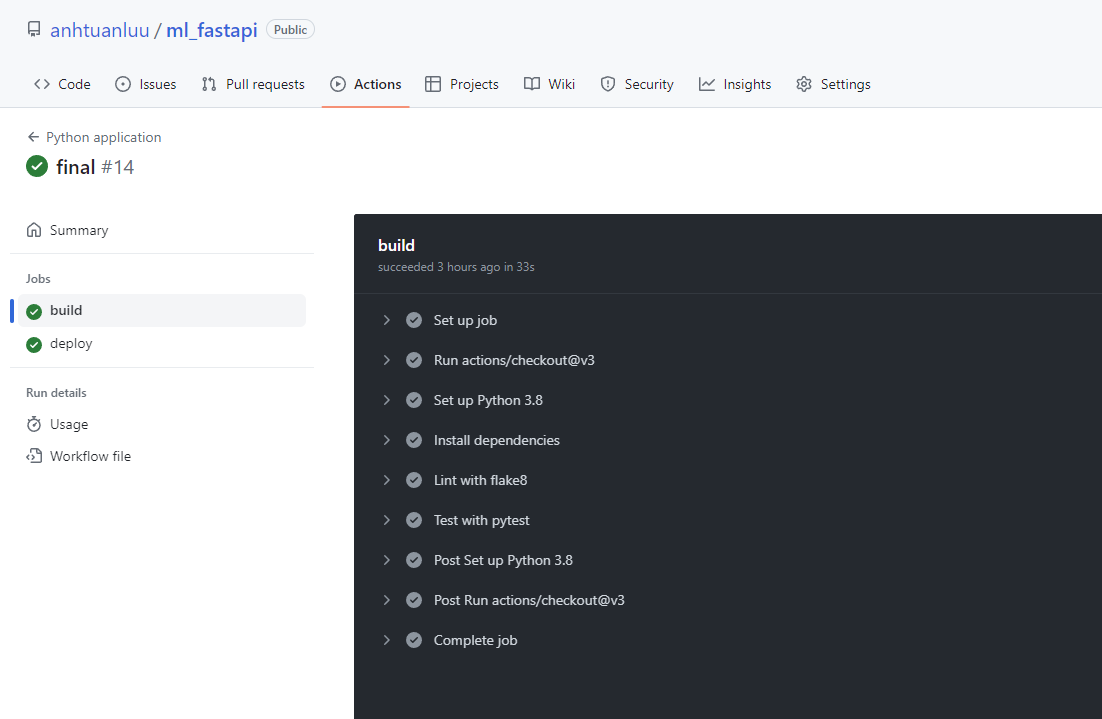 anhtuanluu / ml_fastapi Public
Code Issues Pull requests Actions Projects Wiki Security Insights Settings
Python application
final #14
Summary
Jobs
build
deploy
Run details
Usage
Workflow file
build
succeeded 3 hours ago in 33s
Set up job
Run actions/checkout@v3
Set up Python 3.8
Install dependencies
Lint with flake8
Test with pytest
Post Set up Python 3.8
Post Run actions/checkout@v3
Complete job